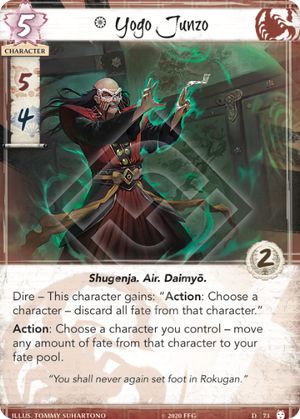 5
Yogo Junzo
CHARACTER
5
4
2
Shugenja. Air. Daimyō.
Dire – This character gains: “Action: Choose a
character – discard all fate from that character.”
Action: Choose a character you control – move
any amount of fate from that character to your
fate pool.
“You shall never again set foot in Rokugan.”
ILLUS. TOMMY SUHARTONO © 2020 FFG D 73